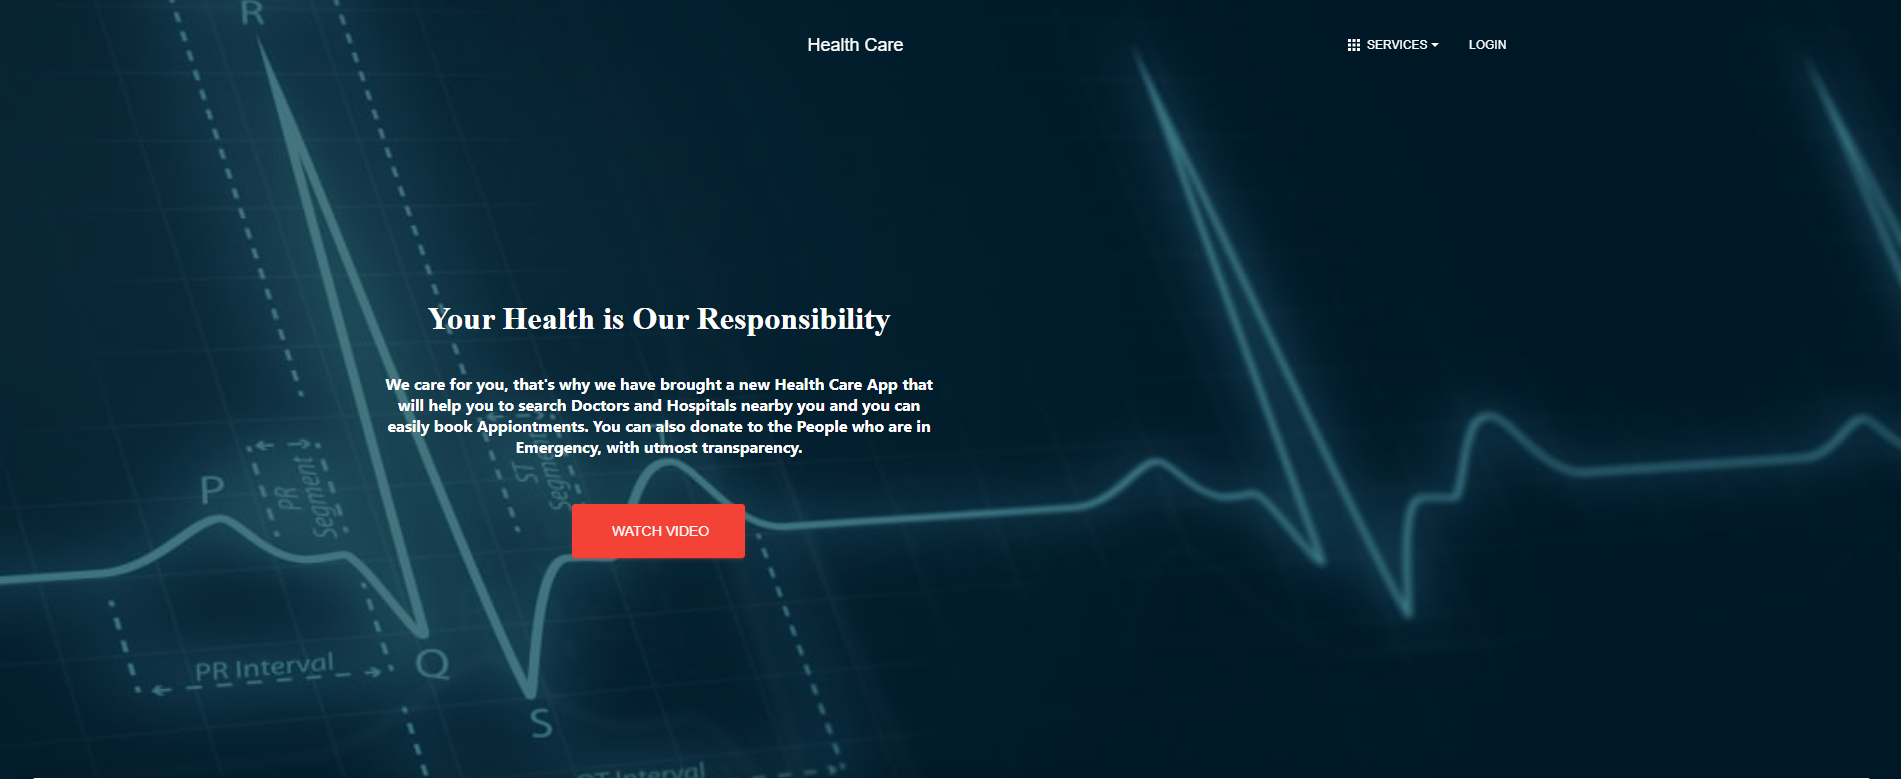 R
Health Care
SERVICES
LOGIN
Your Health is Our Responsibility
We care for you, that's why we have brought a new Health Care App that
will help you to search Doctors and Hospitals nearby you and you can
easily book Appiontments. You can also donate to the People who are in
Emergency, with utmost transparency.
P
PR
Segment
ST
Segment
WATCH VIDEO
PR Interval
Q
S
QT Interval